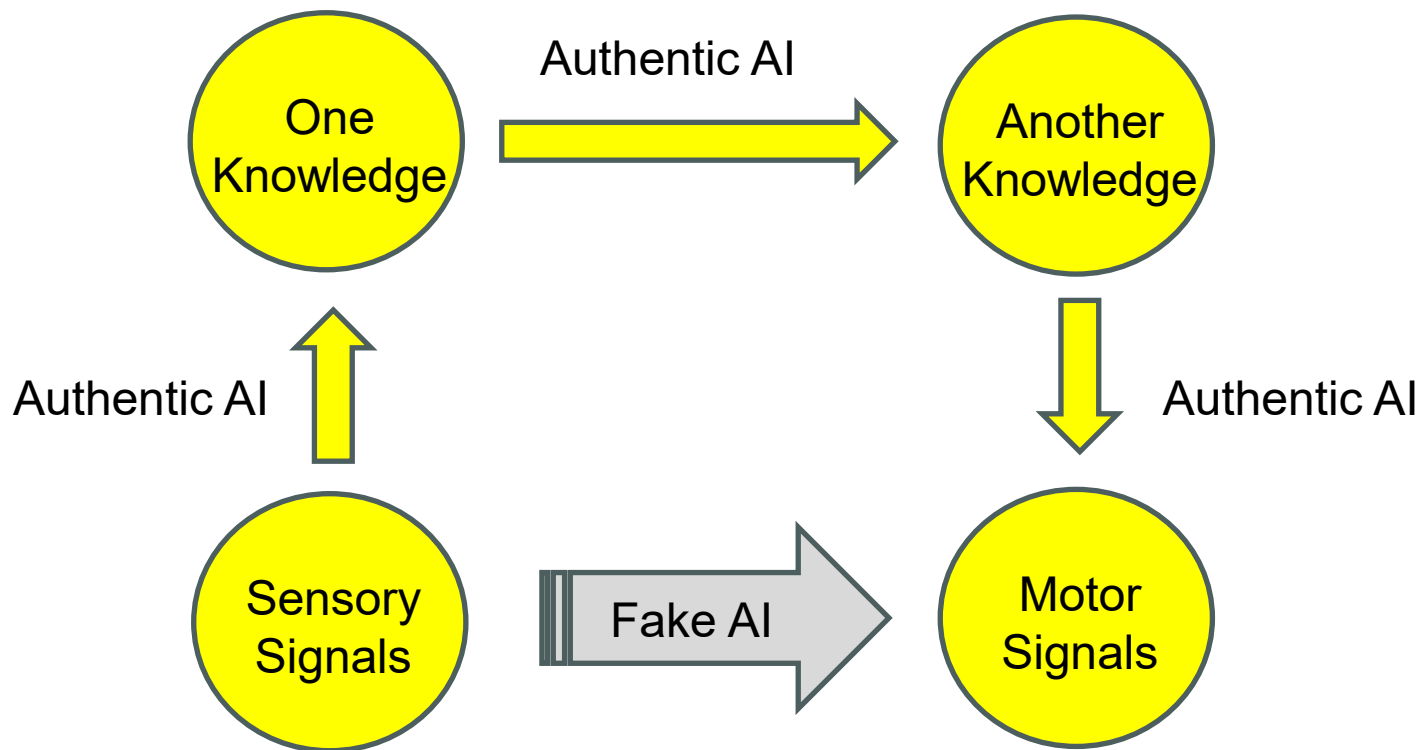 Authentic AI
One
Knowledge
Another
Knowledge
Authentic AI
Authentic AI
Sensory
Signals
Fake AI
Motor
Signals